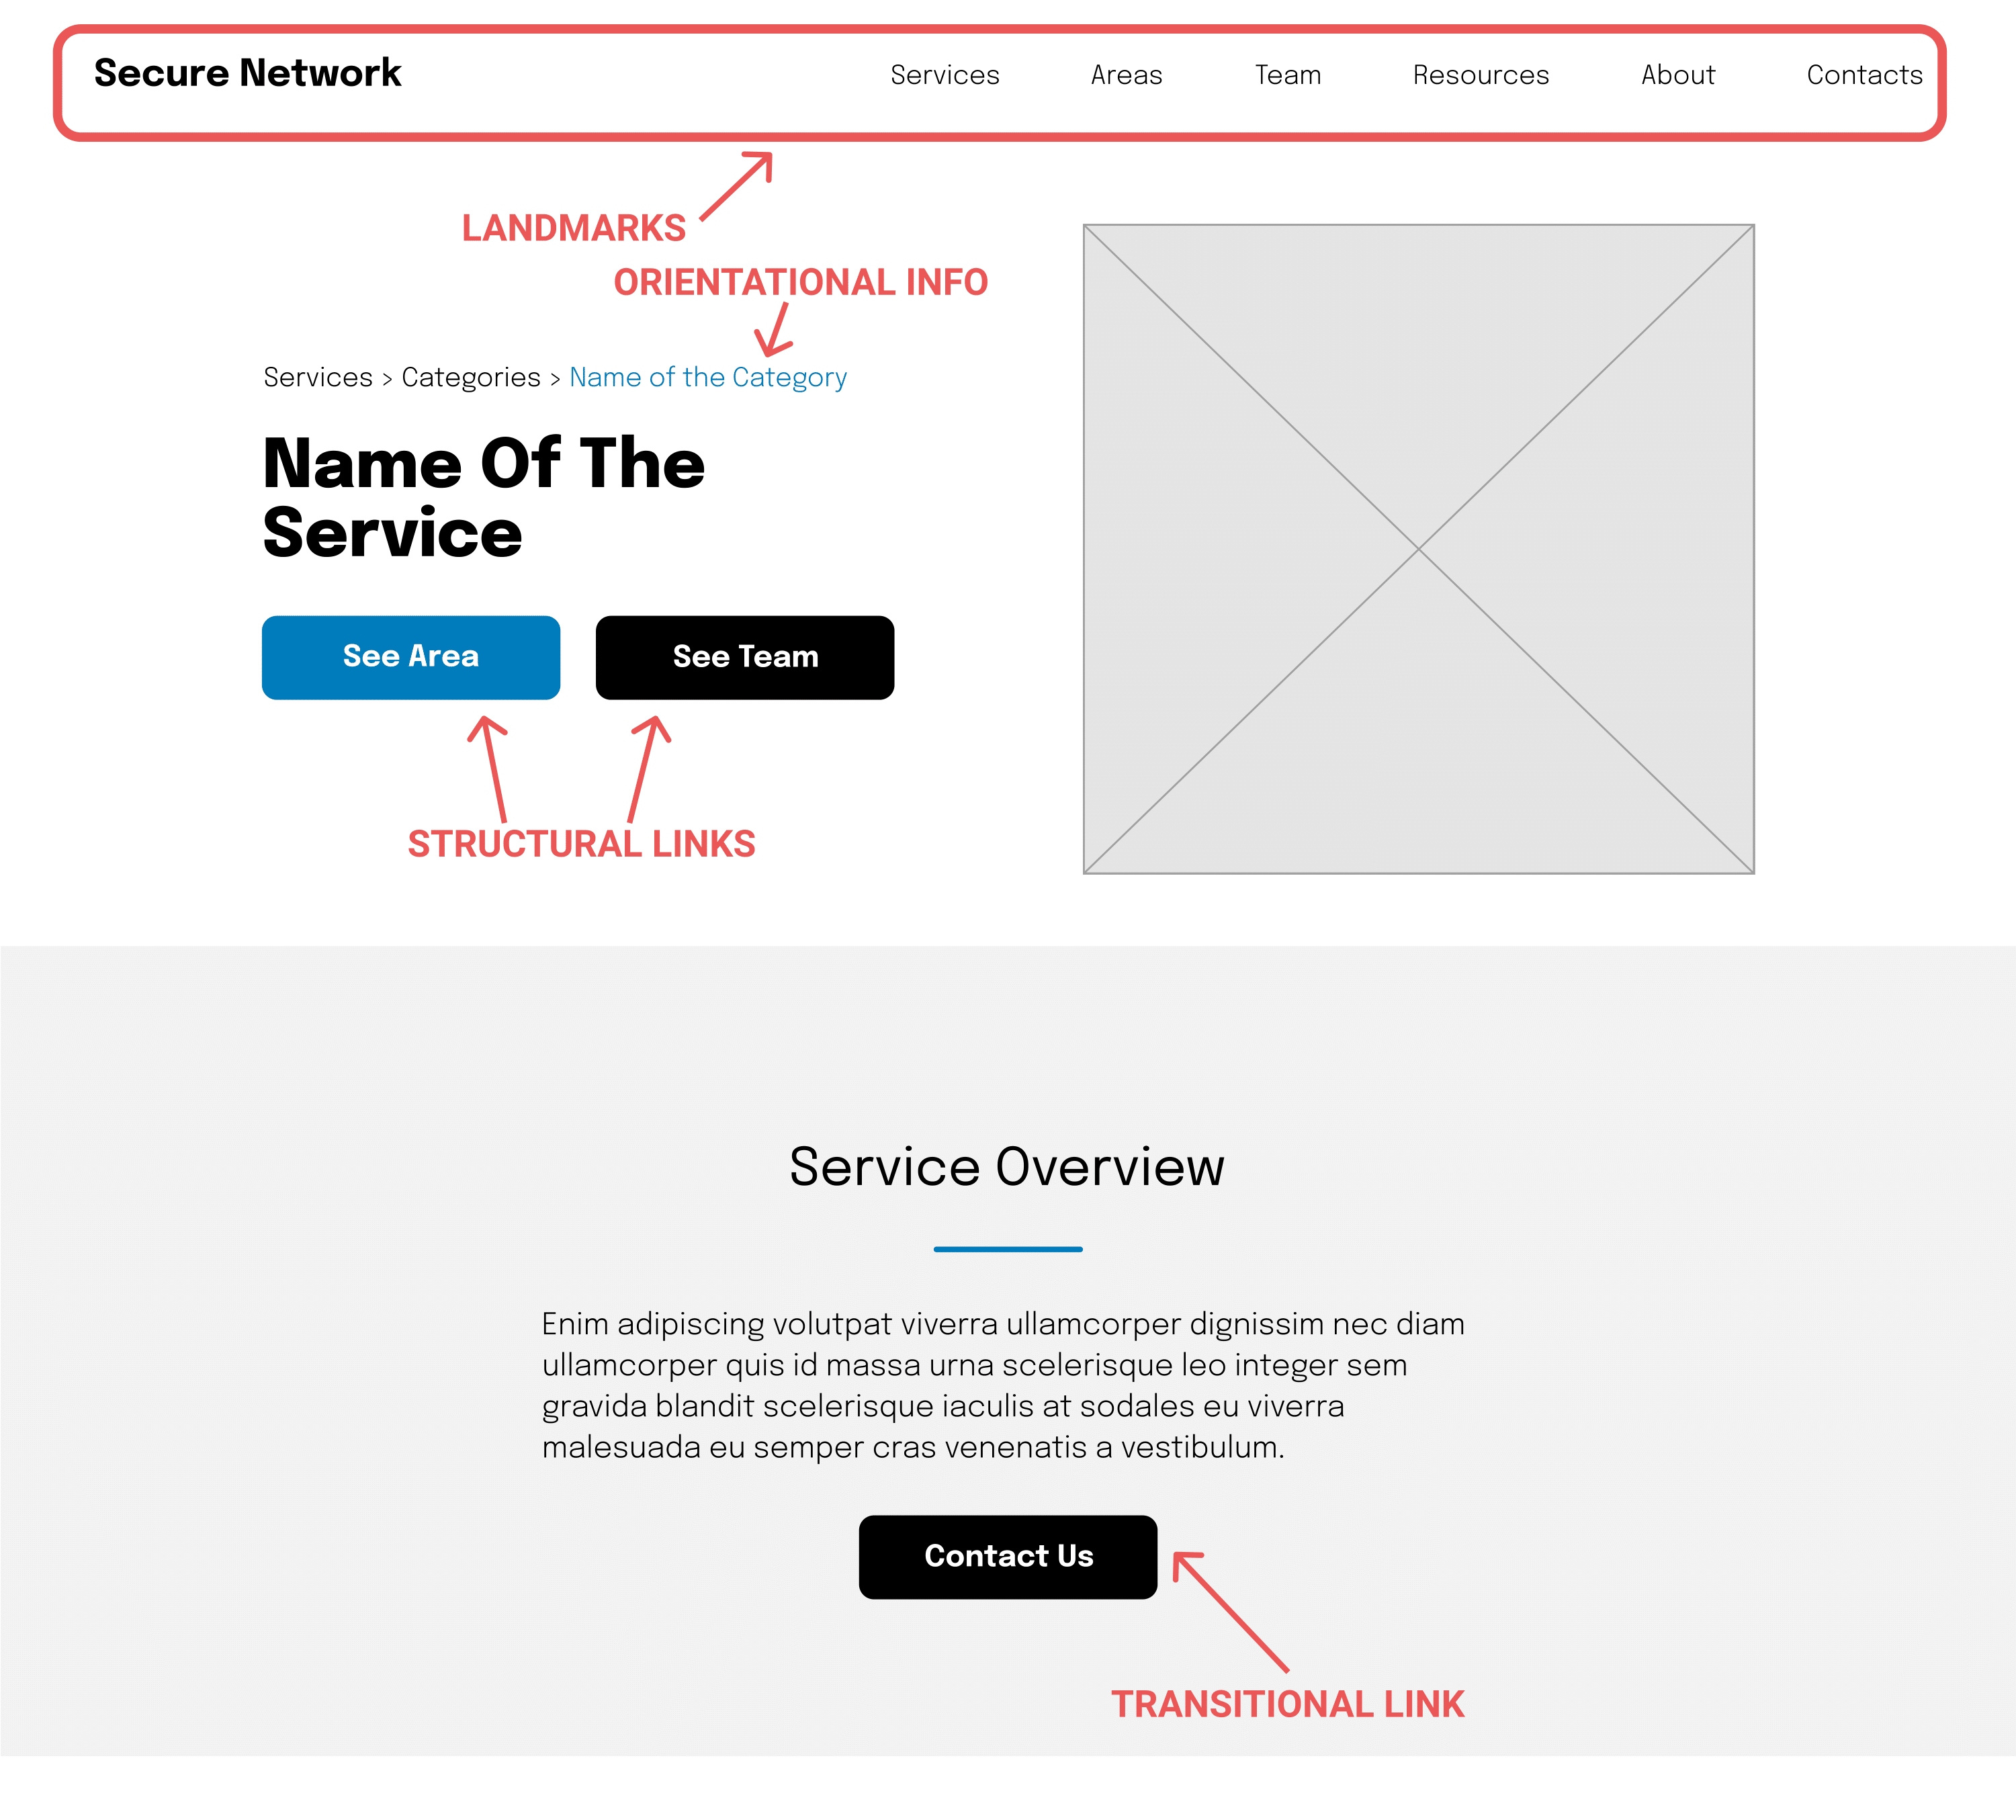 Secure Network Services Areas Team Resources About Contacts
LANDMARKS
ORIENTATIONAL INFO
Services > Categories > Name of the Category
Name Of The
Service
See Area See Team
STRUCTURAL LINKS
Service Overview
Enim adipiscing volutpat viverra ullamcorper dignissim nec diam
ullamcorper quis id massa urna scelerisque leo integer sem
gravida blandit scelerisque iaculis at sodales eu viverra
malesuada eu semper cras venenatis a vestibulum.
Contact Us
TRANSITIONAL LINK